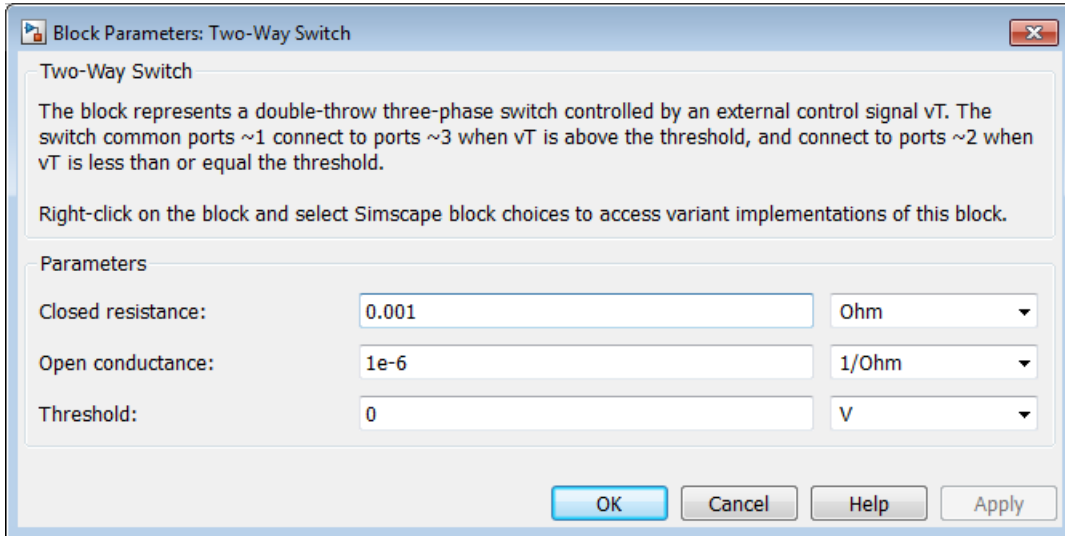 Block Parameters: Two-Way Switch
Two-Way Switch
The block represents a double-throw three-phase switch controlled by an external control signal vT. The
switch common ports ~1 connect to ports ~3 when vT is above the threshold, and connect to ports ~2 when
vT is less than or equal the threshold.
Right-click on the block and select Simscape block choices to access variant implementations of this block.
Parameters
Closed resistance: 0.001 Ohm
Open conductance: 1e-6 1/Ohm
Threshold: 0 V
OK Cancel Help Apply